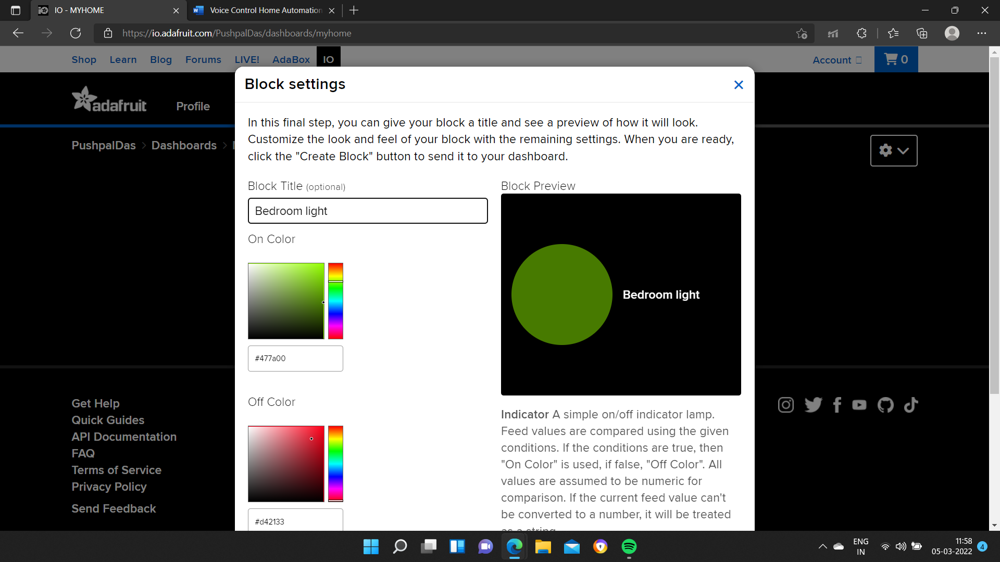 IO - MYHOME
Voice Control Home Automation
https://io.adafruit.com/PushpalDas/dashboards/myhome
Shop Learn Blog Forums LIVE! AdaBox IO Account 0
Block settings
adafruit Profile
In this final step, you can give your block a title and see a preview of how it will look.
Customize the look and feel of your block with the remaining settings. When you are ready,
click the "Create Block" button to send it to your dashboard.
PushpalDas > Dashboards >
Block Title (optional)
Bedroom light
On Color
#477a00
Off Color
#d42133
Block Preview
Bedroom light
Indicator A simple on/off indicator lamp.
Feed values are compared using the given
conditions. If the conditions are true, then
"On Color" is used, if false, "Off Color". All
values are assumed to be numeric for
comparison. If the current feed value can't
be converted to a number, it will be treated
as a string.
Get Help
Quick Guides
API Documentation
FAQ
Terms of Service
Privacy Policy
Send Feedback
ENG
IN
11:58
05-03-2022
4